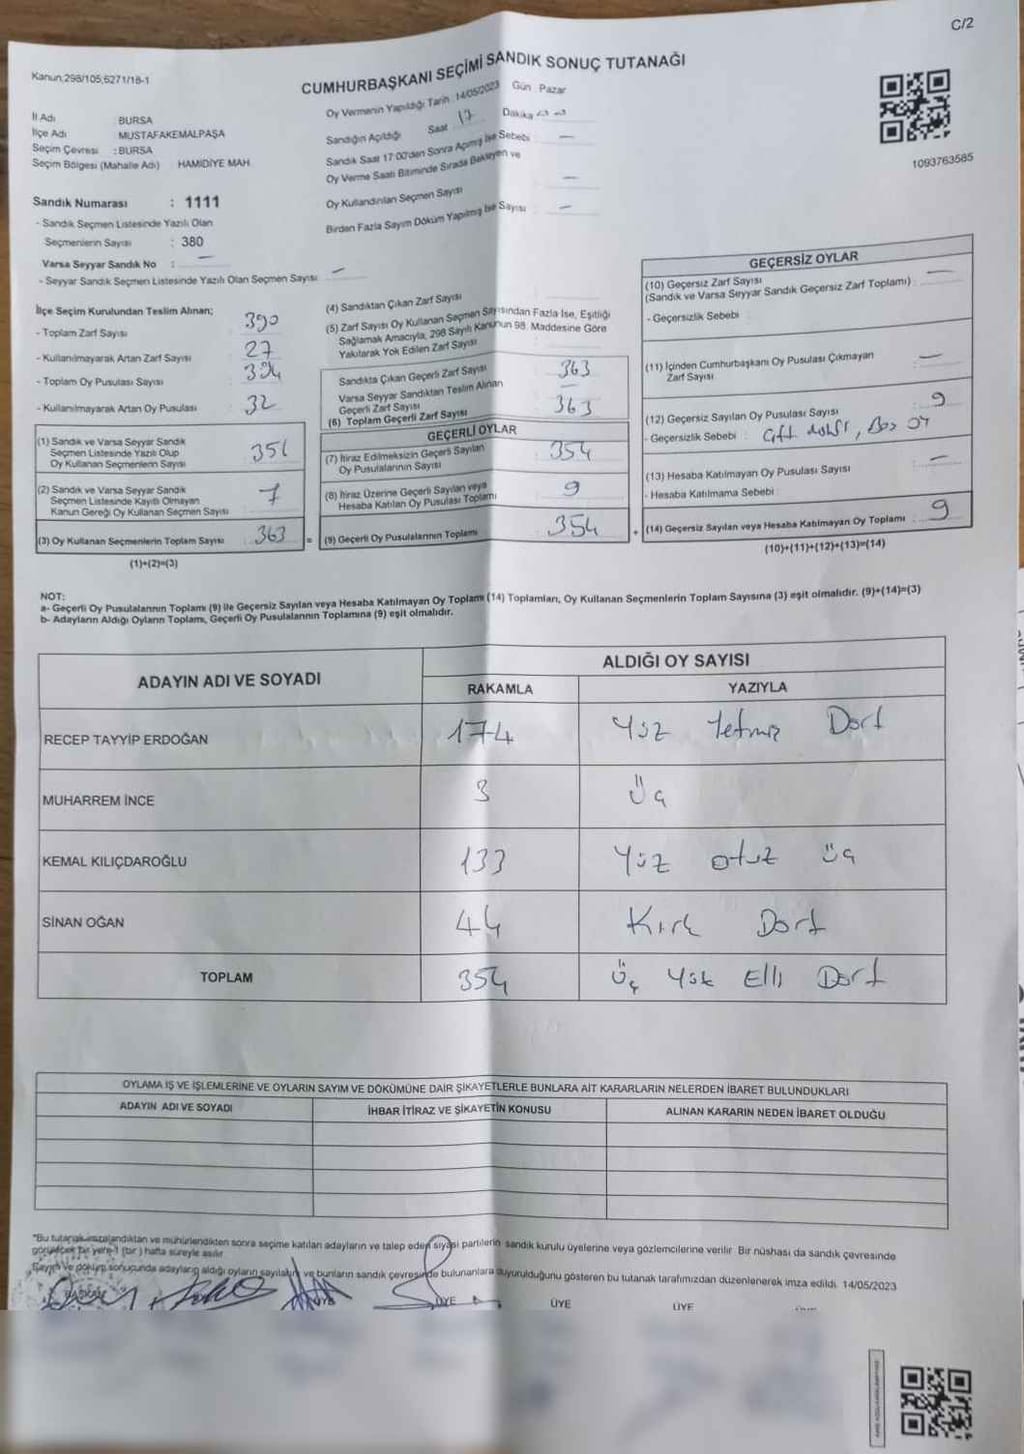 C/2
Kanun,298/105,6271/18-1
CUMHURBAŞKANI SEÇİMİ SANDIK SONUÇ TUTANAĞI
İl Adı BURSA
İlçe Adı MUSTAFAKEMALPAŞA
Seçim Çevresi : BURSA
Seçim Bölgesi (Mahalle Adı) : HAMİDİYE MAH.
Oy Vermenin Yapıldığı Tarih 14/05/2023 Gün Pazar
Sandığın Açıldığı Saat 17 Dakika
Sandık Saat 17:00'den Sonra Açılmış İse Sebebi —
Oy Verme Saati Bitiminde Sırada Bekleyen ve
Oy Kullandırılan Seçmen Sayısı —
Birden Fazla Sayım Döküm Yapılmış İse Sayısı —
1093763585
Sandık Numarası : 1111
- Sandık Seçmen Listesinde Yazılı Olan
Seçmenlerin Sayısı : 380
Varsa Seyyar Sandık No : —
- Seyyar Sandık Seçmen Listesinde Yazılı Olan Seçmen Sayısı —
İlçe Seçim Kurulundan Teslim Alınan;
- Toplam Zarf Sayısı 390
- Kullanılmayarak Artan Zarf Sayısı 27
- Toplam Oy Pusulası Sayısı
- Kullanılmayarak Artan Oy Pusulası 32
(1) Sandık ve Varsa Seyyar Sandık
Seçmen Listesinde Yazılı Olup
Oy Kullanan Seçmenlerin Sayısı 356
(2) Sandık ve Varsa Seyyar Sandık
Seçmen Listesinde Kayıtlı Olmayan
Kanun Gereği Oy Kullanan Seçmen Sayısı 7
(3) Oy Kullanan Seçmenlerin Toplam Sayısı 363
(1)+(2)=(3)
(4) Sandıktan Çıkan Zarf Sayısı
(5) Zarf Sayısı Oy Kullanan Seçmen Sayısından Fazla İse, Eşitliği
Sağlamak Amacıyla, 298 Sayılı Kanunun 98. Maddesine Göre
Yakılarak Yok Edilen Zarf Sayısı
Sandıkta Çıkan Geçerli Zarf Sayısı 363
Varsa Seyyar Sandıktan Teslim Alınan
Geçerli Zarf Sayısı —
(6) Toplam Geçerli Zarf Sayısı 363
GEÇERLİ OYLAR
(7) İtiraz Edilmeksizin Geçerli Sayılan
Oy Pusulalarının Sayısı 354
(8) İtiraz Üzerine Geçerli Sayılan veya
Hesaba Katılan Oy Pusulası Toplamı 9
= (9) Geçerli Oy Pusulalarının Toplamı 354
GEÇERSİZ OYLAR
(10) Geçersiz Zarf Sayısı —
(Sandık ve Varsa Seyyar Sandık Geçersiz Zarf Toplamı)
- Geçersizlik Sebebi
(11) İçinden Cumhurbaşkanı Oy Pusulası Çıkmayan
Zarf Sayısı —
(12) Geçersiz Sayılan Oy Pusulası Sayısı 9
- Geçersizlik Sebebi :
(13) Hesaba Katılmayan Oy Pusulası Sayısı —
- Hesaba Katılmama Sebebi :
+ (14) Geçersiz Sayılan veya Hesaba Katılmayan Oy Toplamı 9
(10)+(11)+(12)+(13)=(14)
NOT:
a- Geçerli Oy Pusulalarının Toplamı (9) ile Geçersiz Sayılan veya Hesaba Katılmayan Oy Toplamı (14) Toplamları, Oy Kullanan Seçmenlerin Toplam Sayısına (3) eşit olmalıdır. (9)+(14)=(3)
b- Adayların Aldığı Oyların Toplamı, Geçerli Oy Pusulalarının Toplamına (9) eşit olmalıdır.
ADAYIN ADI VE SOYADI
ALDIĞI OY SAYISI
RAKAMLA YAZIYLA
RECEP TAYYİP ERDOĞAN 174 Yüz Yetmiş Dört
MUHARREM İNCE 3 Üç
KEMAL KILIÇDAROĞLU 133 Yüz otuz üç
SİNAN OĞAN 44 Kırk Dört
TOPLAM 354 Üç Yüz Elli Dört
OYLAMA İŞ VE İŞLEMLERİNE VE OYLARIN SAYIM VE DÖKÜMÜNE DAİR ŞİKAYETLERLE BUNLARA AİT KARARLARIN NELERDEN İBARET BULUNDUKLARI
ADAYIN ADI VE SOYADI İHBAR İTİRAZ VE ŞİKAYETİN KONUSU ALINAN KARARIN NEDEN İBARET OLDUĞU
*Bu tutanak imzalandıktan ve mühürlendikten sonra seçime katılan adayların ve talep eden siyasi partilerin sandık kurulu üyelerine veya gözlemcilerine verilir. Bir nüshası da sandık çevresinde
görülecek bir yere 1 (bir) hafta süreyle asılır.
Sayım ve döküm sonucunda adayların aldığı oyların sayıları ve bunların sandık çevresinde bulunanlara duyurulduğunu gösteren bu tutanak tarafımızdan düzenlenerek imza edildi. 14/05/2023
BAŞKAN ÜYE ÜYE ÜYE ÜYE